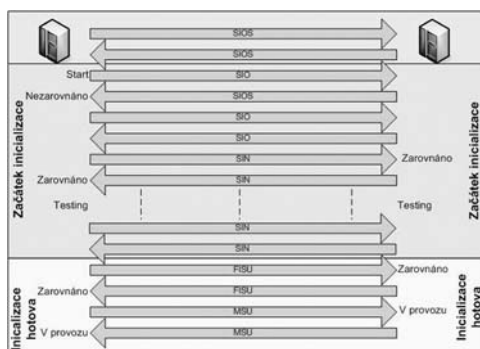 SIOS
SIOS
Start
SIO
Nezarovnáno
SIOS
SIO
SIO
SIN
Zarovnáno
Zarovnáno
SIN
Testing
Testing
SIN
SIN
FISU
Zarovnáno
Zarovnáno
FISU
MSU
V provozu
V provozu
MSU
Začátek inicializace
Začátek inicializace
Inicalizace
hotova
Inicializace
hotova